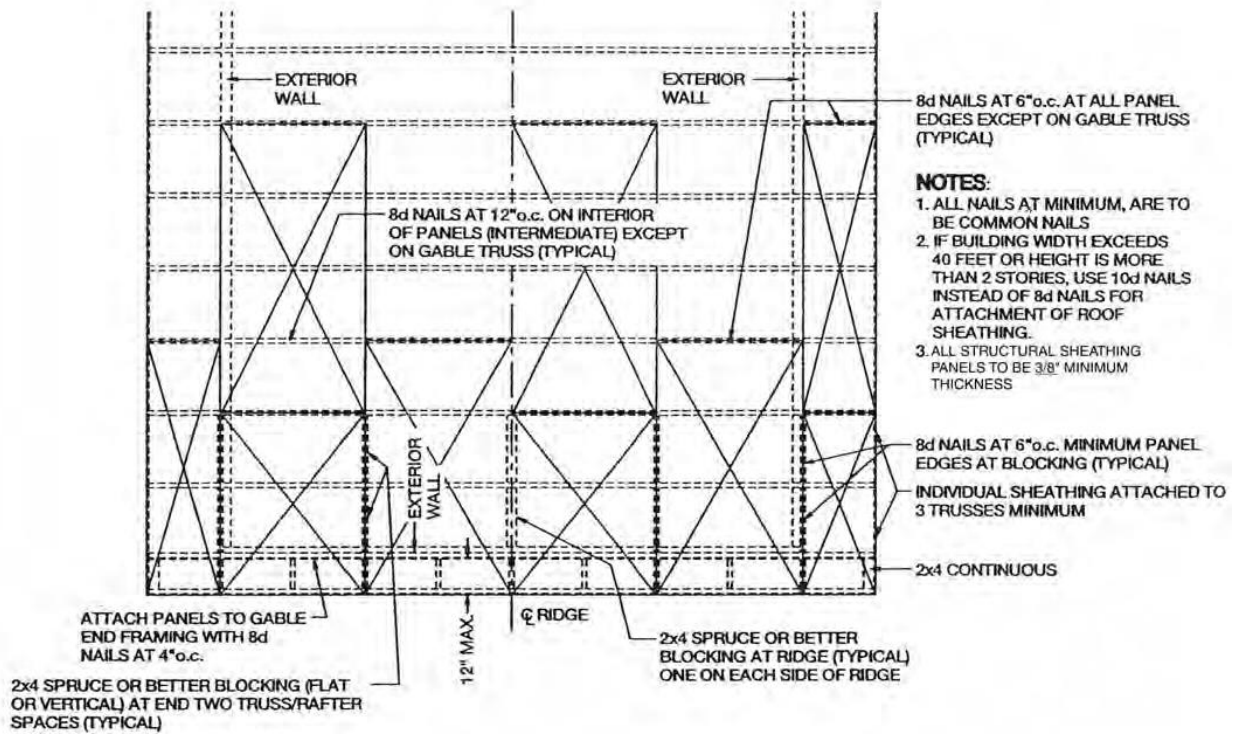 EXTERIOR
WALL
EXTERIOR
WALL
8d NAILS AT 6"o.c. AT ALL PANEL
EDGES EXCEPT ON GABLE TRUSS
(TYPICAL)
NOTES:
1. ALL NAILS AT MINIMUM, ARE TO
BE COMMON NAILS
2. IF BUILDING WIDTH EXCEEDS
40 FEET OR HEIGHT IS MORE
THAN 2 STORIES, USE 10d NAILS
INSTEAD OF 8d NAILS FOR
ATTACHMENT OF ROOF
SHEATHING.
3. ALL STRUCTURAL SHEATHING
PANELS TO BE 3/8" MINIMUM
THICKNESS
8d NAILS AT 12"o.c. ON INTERIOR
OF PANELS (INTERMEDIATE) EXCEPT
ON GABLE TRUSS (TYPICAL)
EXTERIOR
WALL
8d NAILS AT 6"o.c. MINIMUM PANEL
EDGES AT BLOCKING (TYPICAL)
INDIVIDUAL SHEATHING ATTACHED TO
3 TRUSSES MINIMUM
2x4 CONTINUOUS
ATTACH PANELS TO GABLE
END FRAMING WITH 8d
NAILS AT 4"o.c.
2x4 SPRUCE OR BETTER BLOCKING (FLAT
OR VERTICAL) AT END TWO TRUSS/RAFTER
SPACES (TYPICAL)
12" MAX.
℄ RIDGE
2x4 SPRUCE OR BETTER
BLOCKING AT RIDGE (TYPICAL)
ONE ON EACH SIDE OF RIDGE